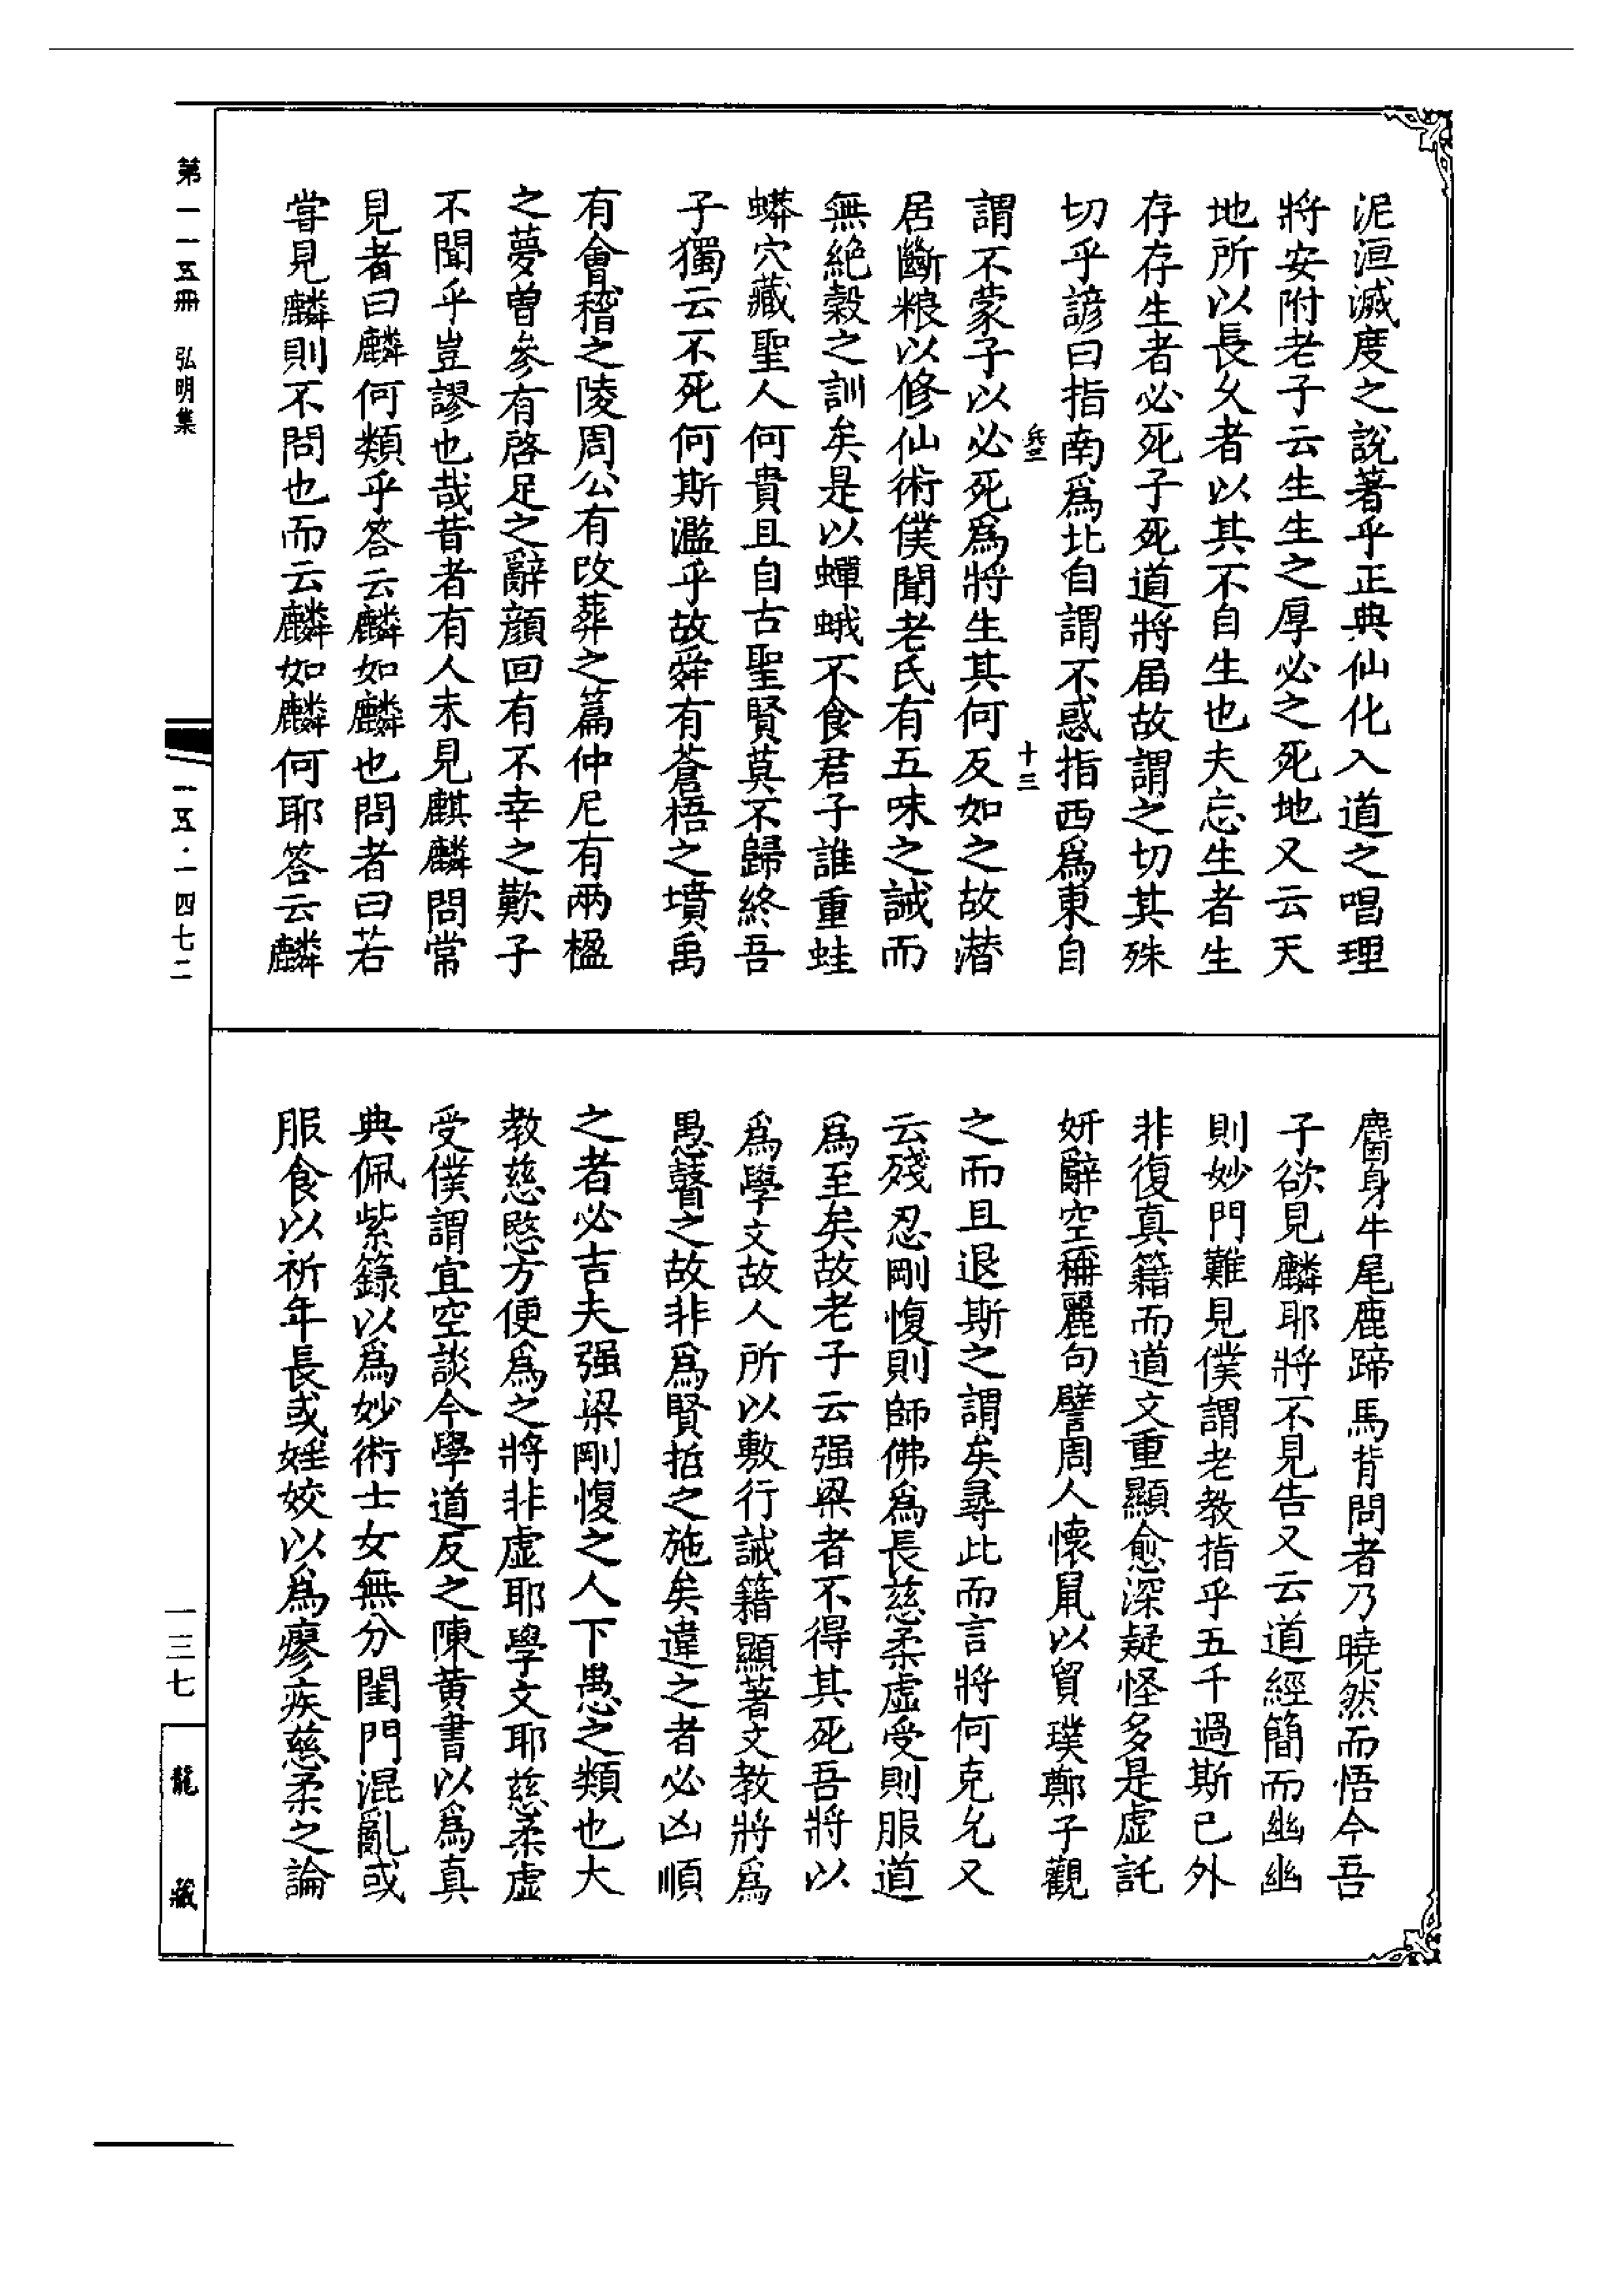 泥洹滅度之說著乎正典仙化入道之唱理
將安附老子云生生之厚必之死地又云天
地所以長久者以其不自生也夫忘生者生
存存生者必死子死道將届故謂之切其殊
切乎諺曰指南爲北自謂不惑指西爲東自
十三
謂不蒙子以必死爲將生其何反如之故潜
居斷粮以修仙術僕聞老氏有五味之誡而
無絶穀之訓矣是以蟬蛾不食君子誰重蛙
蟒穴藏聖人何貴且自古聖賢莫不歸終吾
子獨云不死何斯濫乎故舜有蒼梧之墳禹
有會稽之陵周公有改葬之篇仲尼有兩楹
之夢曾參有啓足之辭顔回有不幸之歎子
不聞乎豈謬也哉昔者有人未見麒麟問常
見者曰麟何類乎答云麟如麟也問者曰若
甞見麟則不問也而云麟如麟何耶答云麟
麕身牛尾鹿蹄馬背問者乃曉然而悟今吾
子欲見麟耶將不見告又云道經簡而幽幽
則妙門難見僕謂老教指乎五千過斯已外
非復真籍而道文重顯愈深疑怪多是虛託
妍辭空稱麗句譬周人懷䑕以貿璞鄭子觀
之而且退斯之謂矣尋此而言將何克允又
云殘忍剛愎則師佛爲長慈柔虛受則服道
爲至矣故老子云强梁者不得其死吾將以
爲學文故人所以敷行誡籍顯著文教將爲
愚瞽之故非爲賢哲之施矣違之者必凶順
之者必吉夫强梁剛愎之人下愚之類也大
教慈愍方便爲之將非虛耶學文耶慈柔虛
受僕謂宜空談今學道反之陳黄書以爲真
典佩紫籙以爲妙術士女無分閨門混亂或
服食以祈年長或婬姣以爲瘳疾慈柔之論
第一一五冊　弘明集
一一五·一四七二
一三七
龍藏